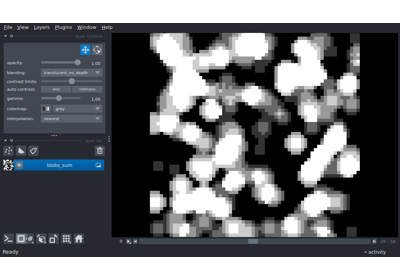 File View Layers Plugins Window Help
opacity: 1.00
blending: translucent_no_depth
contrast limits:
auto-contrast: once continuous
gamma: 1.00
colormap: gray
interpolation: nearest
blobs_sum
Ready
activity